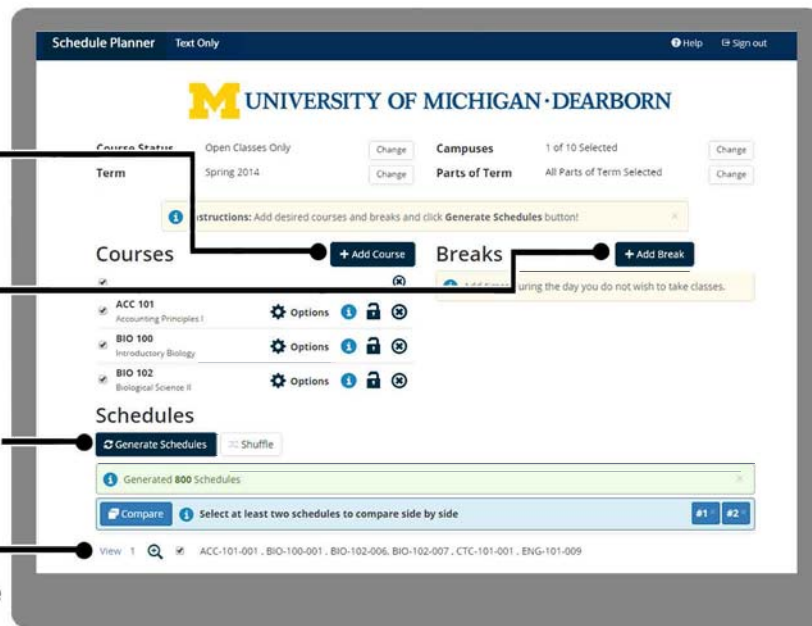 Schedule Planner Text Only Help Sign out
M UNIVERSITY OF MICHIGAN·DEARBORN
Course Status Open Classes Only Change Campuses 1 of 10 Selected Change
Term Spring 2014 Change Parts of Term All Parts of Term Selected Change
Instructions: Add desired courses and breaks and click Generate Schedules button!
Courses + Add Course Breaks + Add Break
during the day you do not wish to take classes.
ACC 101
Accounting Principles I Options
BIO 100
Introductory Biology Options
BIO 102
Biological Science II Options
Schedules
Generate Schedules Shuffle
Generated 800 Schedules
Compare Select at least two schedules to compare side by side #1 × #2 ×
View 1 ACC-101-001 , BIO-100-001 , BIO-102-006, BIO-102-007 , CTC-101-001 , ENG-101-009